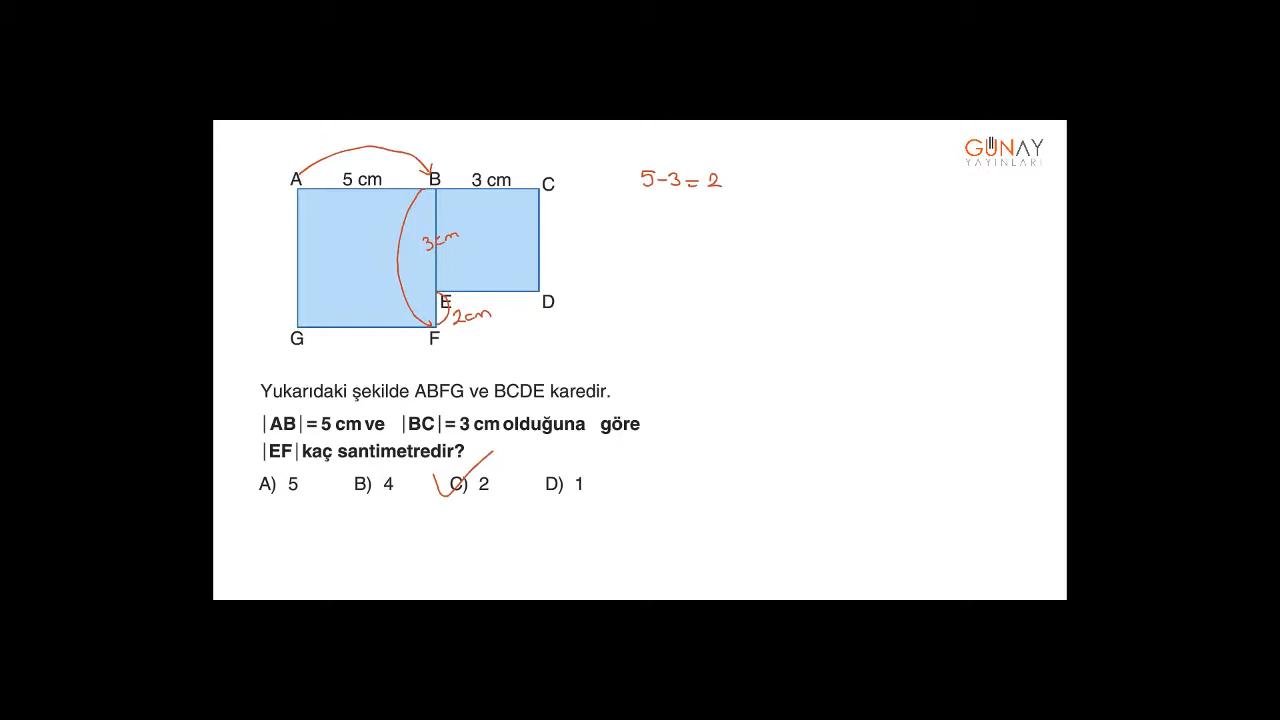 GÜNAY
YAYINLARI
A 5 cm B 3 cm C
5-3=2
3cm
E D
2cm
G F
Yukarıdaki şekilde ABFG ve BCDE karedir.
|AB| = 5 cm ve |BC| = 3 cm olduğuna göre
|EF| kaç santimetredir?
A) 5 B) 4 C) 2 D) 1